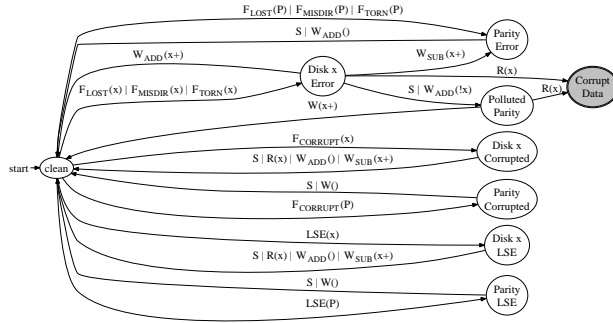 F_LOST(P) | F_MISDIR(P) | F_TORN(P)
S | W_ADD()
Parity
Error
W_ADD(x+)
W_SUB(x+)
Disk x
Error
R(x)
Corrupt
Data
F_LOST(x) | F_MISDIR(x) | F_TORN(x)
S | W_ADD(!x)
R(x)
Polluted
Parity
W(x+)
F_CORRUPT(x)
Disk x
Corrupted
S | R(x) | W_ADD() | W_SUB(x+)
start
clean
S | W()
Parity
Corrupted
F_CORRUPT(P)
LSE(x)
Disk x
LSE
S | R(x) | W_ADD() | W_SUB(x+)
S | W()
Parity
LSE
LSE(P)